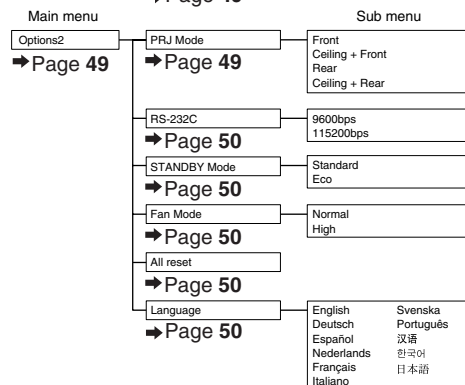 Main menu
Sub menu
Options2
➡Page 49
PRJ Mode
➡Page 49
Front
Ceiling + Front
Rear
Ceiling + Rear
RS-232C
➡Page 50
9600bps
115200bps
STANDBY Mode
➡Page 50
Standard
Eco
Fan Mode
➡Page 50
Normal
High
All reset
➡Page 50
Language
➡Page 50
English
Deutsch
Español
Nederlands
Français
Italiano
Svenska
Português
汉语
한국어
日本語